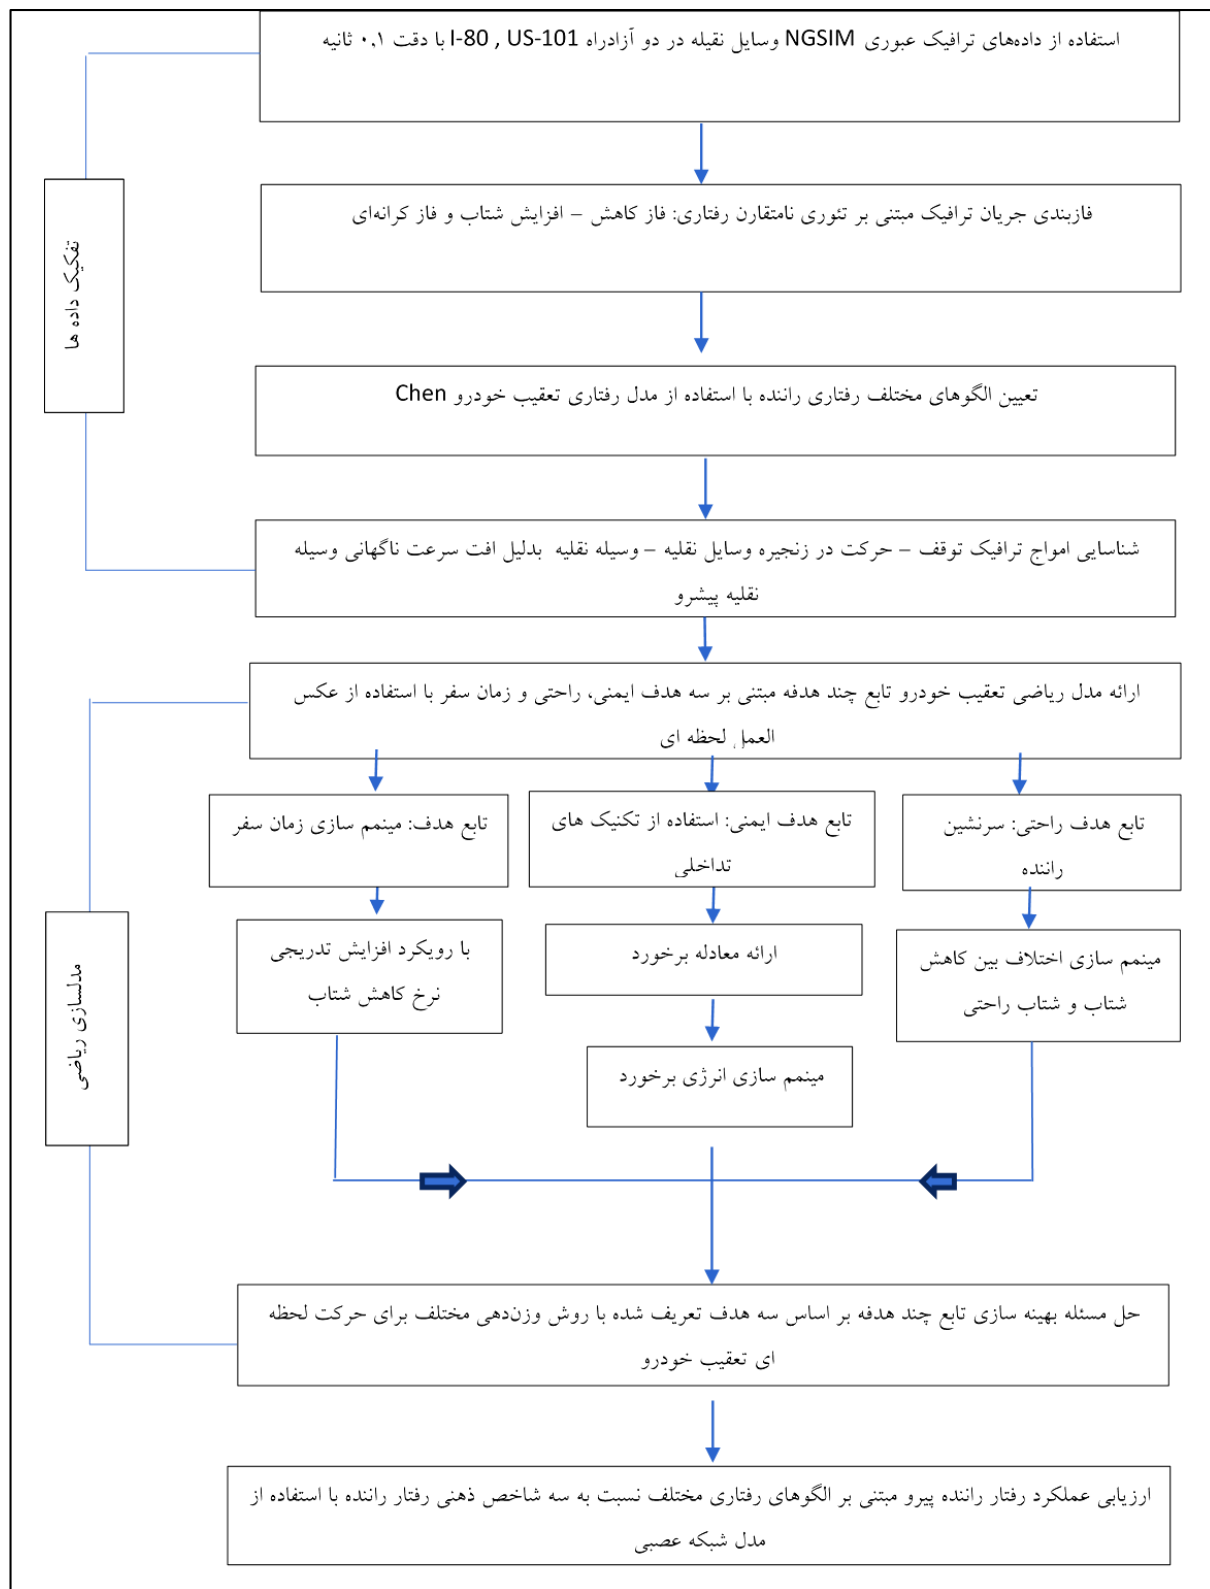 استفاده از داده‌های ترافیک عبوری NGSIM وسایل نقیله در دو آزادراه I-80 , US-101 با دقت ۰,۱ ثانیه
فازبندی جریان ترافیک مبتنی بر تئوری نامتقارن رفتاری: فاز کاهش – افزایش شتاب و فاز کرانه‌ای
تفکیک داده ها
تعیین الگوهای مختلف رفتاری راننده با استفاده از مدل رفتاری تعقیب خودرو Chen
شناسایی امواج ترافیک توقف – حرکت در زنجیره وسایل نقلیه – وسیله نقلیه بدلیل افت سرعت ناگهانی وسیله
نقلیه پیشرو
ارائه مدل ریاضی تعقیب خودرو تابع چند هدفه مبتنی بر سه هدف ایمنی، راحتی و زمان سفر با استفاده از عکس
العمل لحظه ای
تابع هدف راحتی: سرنشین
راننده
تابع هدف ایمنی: استفاده از تکنیک های
تداخلی
تابع هدف: مینمم سازی زمان سفر
مینمم سازی اختلاف بین کاهش
شتاب و شتاب راحتی
ارائه معادله برخورد
با رویکرد افزایش تدریجی
نرخ کاهش شتاب
مینمم سازی انرژی برخورد
مدلسازی ریاضی
حل مسئله بهینه سازی تابع چند هدفه بر اساس سه هدف تعریف شده با روش وزن‌دهی مختلف برای حرکت لحظه
ای تعقیب خودرو
ارزیابی عملکرد رفتار راننده پیرو مبتنی بر الگوهای رفتاری مختلف نسبت به سه شاخص ذهنی رفتار راننده با استفاده از
مدل شبکه عصبی